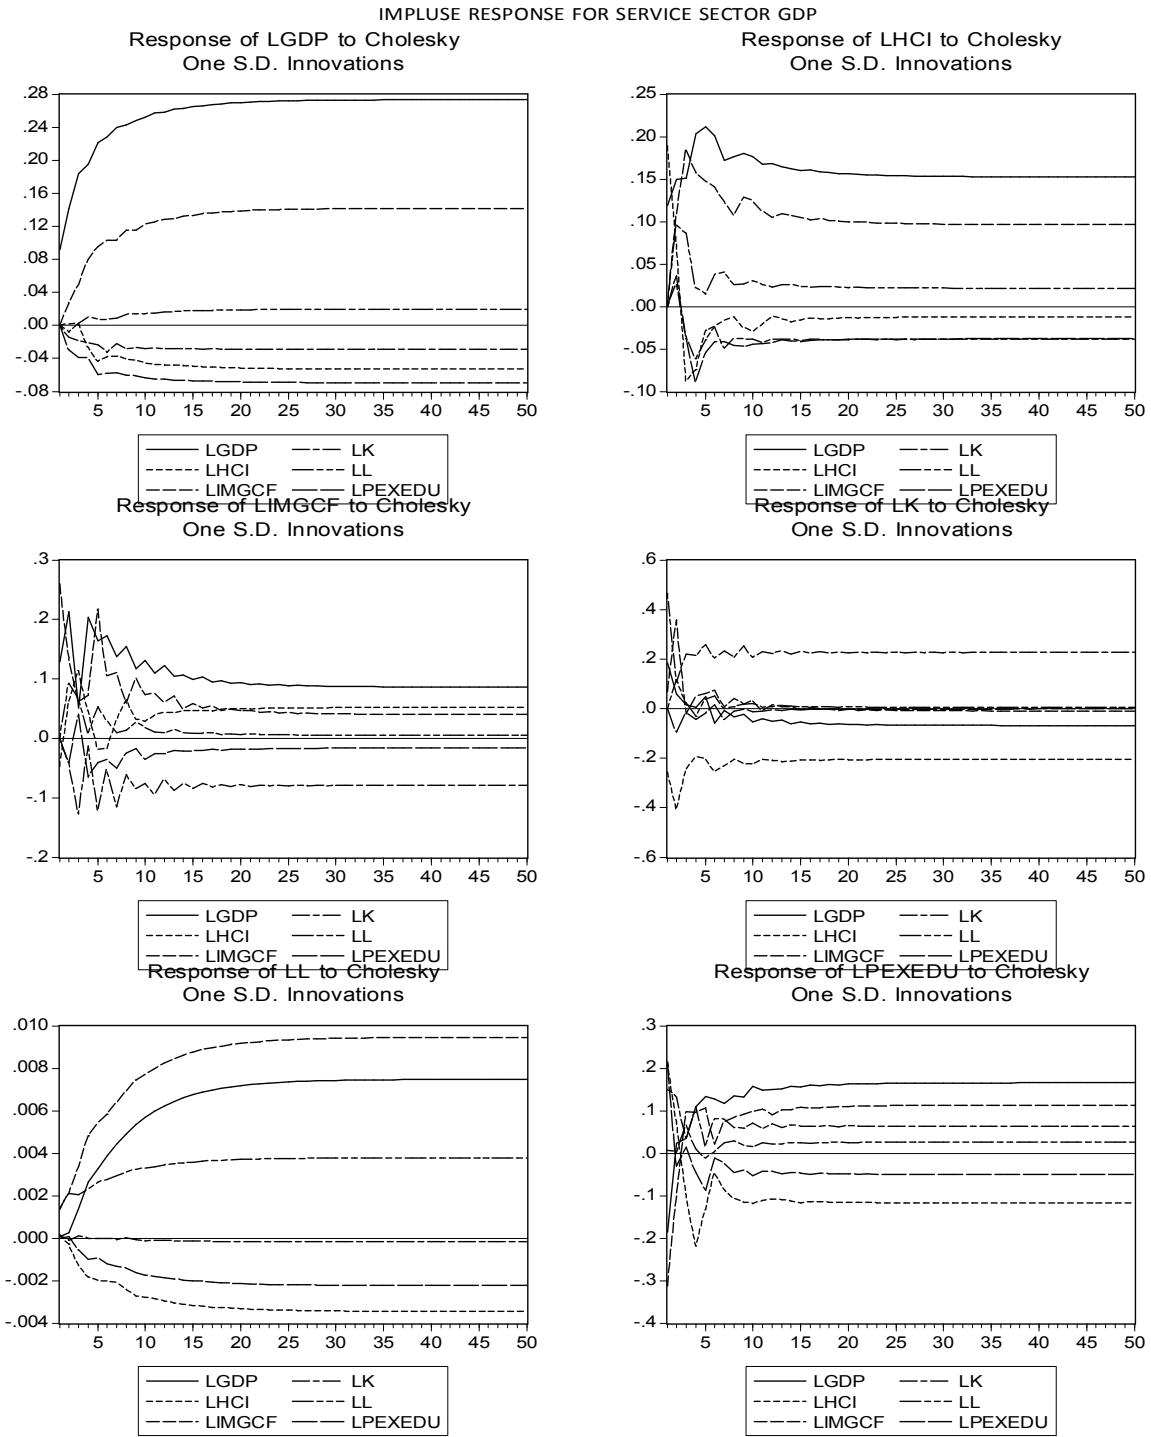 IMPLUSE RESPONSE FOR SERVICE SECTOR GDP
Response of LGDP to Cholesky
One S.D. Innovations
.28
.24
.20
.16
.12
.08
.04
.00
-.04
-.08
5 10 15 20 25 30 35 40 45 50
LGDP LK
LHCI LL
LIMGCF LPEXEDU
Response of LHCI to Cholesky
One S.D. Innovations
.25
.20
.15
.10
.05
.00
-.05
-.10
5 10 15 20 25 30 35 40 45 50
LGDP LK
LHCI LL
LIMGCF LPEXEDU
Response of LIMGCF to Cholesky
One S.D. Innovations
.3
.2
.1
.0
-.1
-.2
5 10 15 20 25 30 35 40 45 50
LGDP LK
LHCI LL
LIMGCF LPEXEDU
Response of LK to Cholesky
One S.D. Innovations
.6
.4
.2
.0
-.2
-.4
-.6
5 10 15 20 25 30 35 40 45 50
LGDP LK
LHCI LL
LIMGCF LPEXEDU
Response of LL to Cholesky
One S.D. Innovations
.010
.008
.006
.004
.002
.000
-.002
-.004
5 10 15 20 25 30 35 40 45 50
LGDP LK
LHCI LL
LIMGCF LPEXEDU
Response of LPEXEDU to Cholesky
One S.D. Innovations
.3
.2
.1
.0
-.1
-.2
-.3
-.4
5 10 15 20 25 30 35 40 45 50
LGDP LK
LHCI LL
LIMGCF LPEXEDU